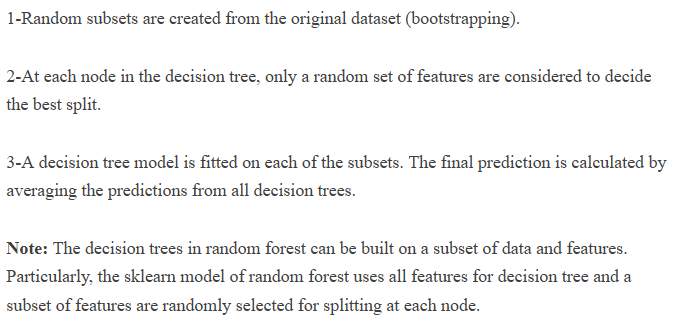 1-Random subsets are created from the original dataset (bootstrapping).
2-At each node in the decision tree, only a random set of features are considered to decide
the best split.
3-A decision tree model is fitted on each of the subsets. The final prediction is calculated by
averaging the predictions from all decision trees.
Note: The decision trees in random forest can be built on a subset of data and features.
Particularly, the sklearn model of random forest uses all features for decision tree and a
subset of features are randomly selected for splitting at each node.